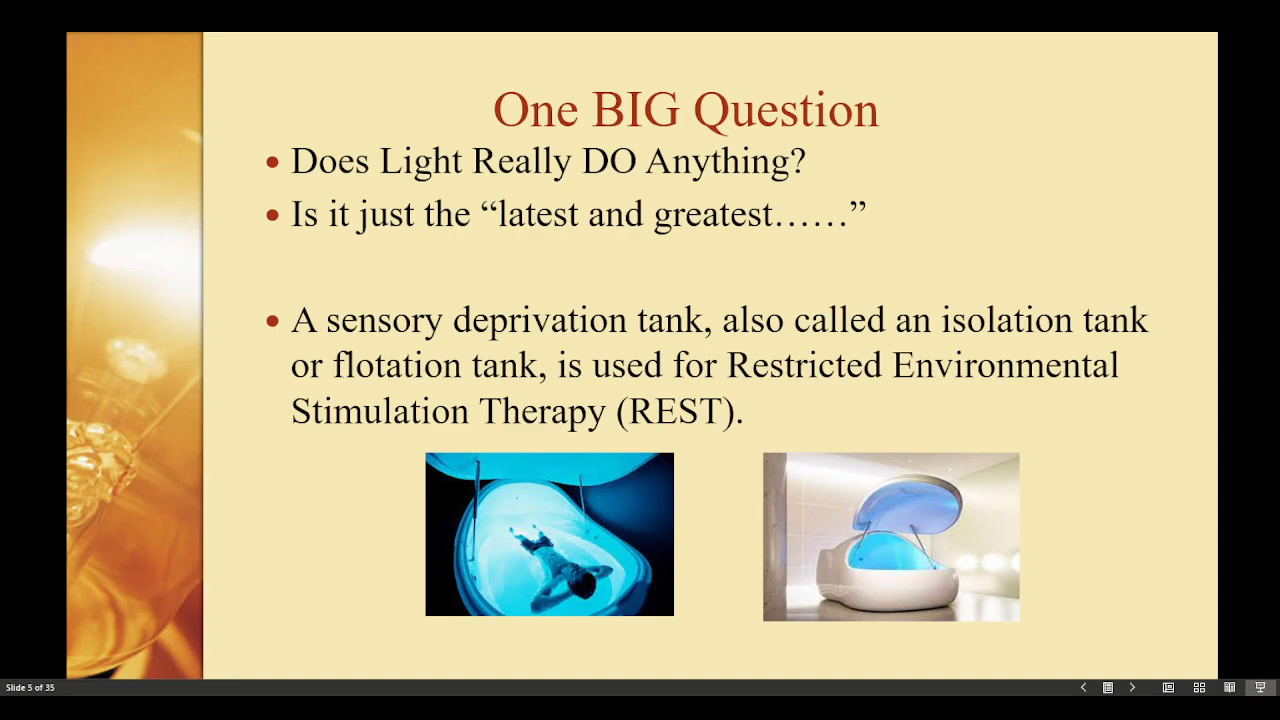 One BIG Question
• Does Light Really DO Anything?
• Is it just the “latest and greatest……”
• A sensory deprivation tank, also called an isolation tank
or flotation tank, is used for Restricted Environmental
Stimulation Therapy (REST).
Slide 5 of 35